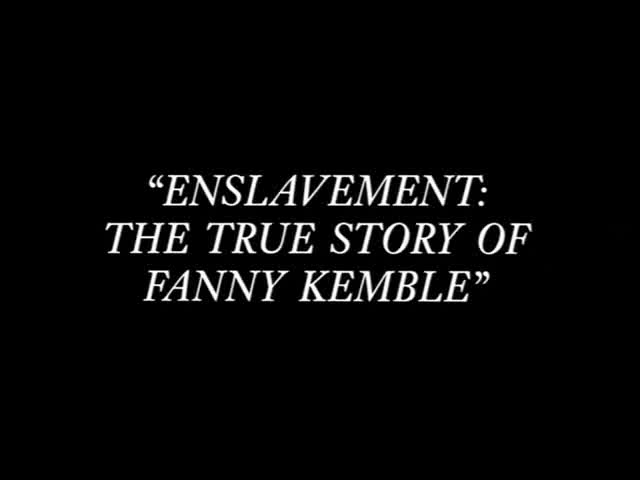 “ENSLAVEMENT:
THE TRUE STORY OF
FANNY KEMBLE”